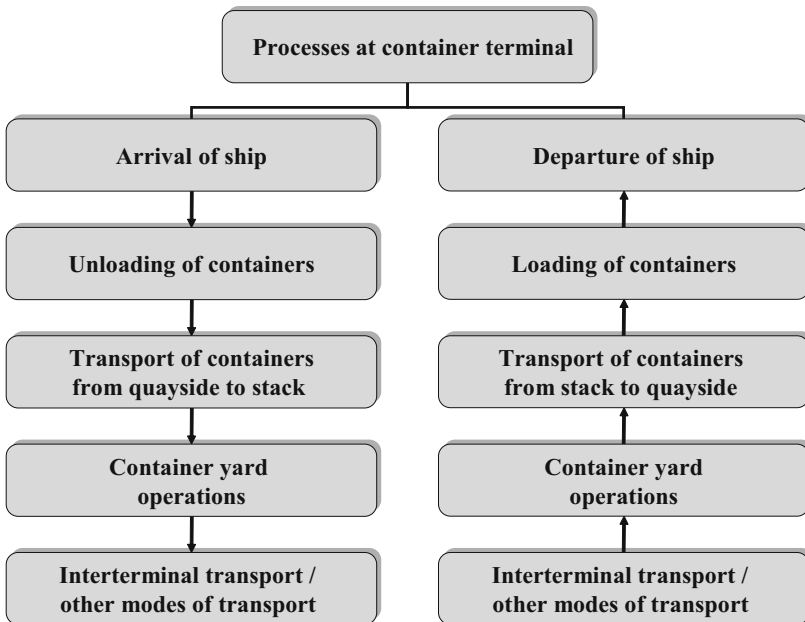 Processes at container terminal
Arrival of ship
Unloading of containers
Transport of containers
from quayside to stack
Container yard
operations
Interterminal transport /
other modes of transport
Departure of ship
Loading of containers
Transport of containers
from stack to quayside
Container yard
operations
Interterminal transport /
other modes of transport